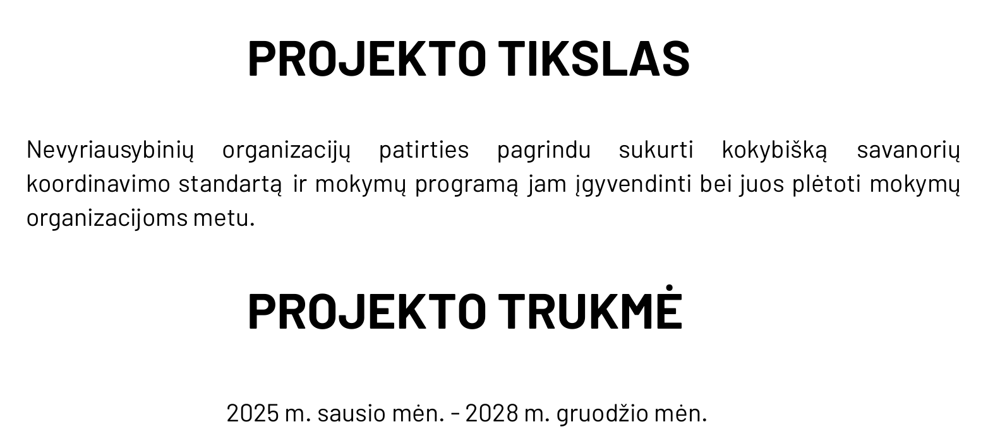 PROJEKTO TIKSLAS
Nevyriausybinių organizacijų patirties pagrindu sukurti kokybišką savanorių
koordinavimo standartą ir mokymų programą jam įgyvendinti bei juos plėtoti mokymų
organizacijoms metu.
PROJEKTO TRUKMĖ
2025 m. sausio mėn. - 2028 m. gruodžio mėn.